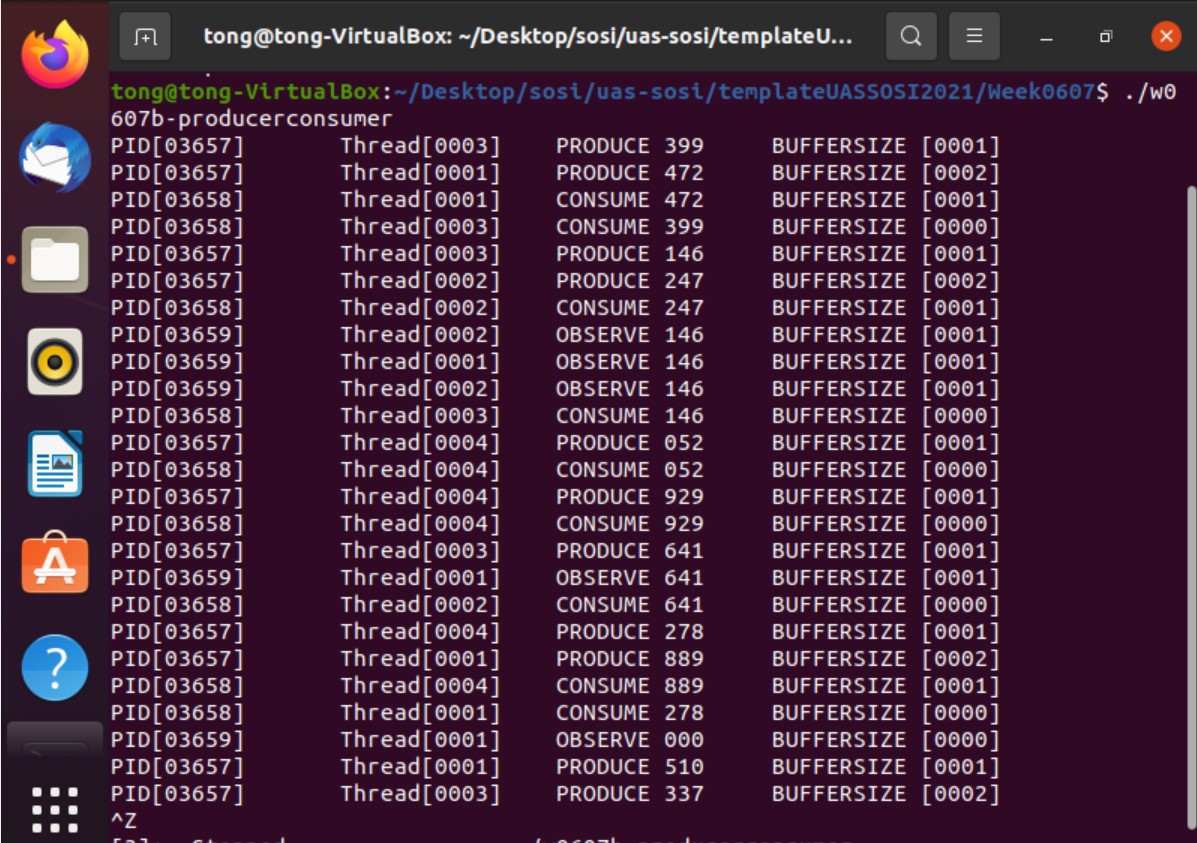 tong@tong-VirtualBox: ~/Desktop/sosi/uas-sosi/templateU...
tong@tong-VirtualBox:~/Desktop/sosi/uas-sosi/templateUASSOSI2021/Week0607$ ./w0
607b-producerconsumer
PID[03657] Thread[0003] PRODUCE 399 BUFFERSIZE [0001]
PID[03657] Thread[0001] PRODUCE 472 BUFFERSIZE [0002]
PID[03658] Thread[0001] CONSUME 472 BUFFERSIZE [0001]
PID[03658] Thread[0003] CONSUME 399 BUFFERSIZE [0000]
PID[03657] Thread[0003] PRODUCE 146 BUFFERSIZE [0001]
PID[03657] Thread[0002] PRODUCE 247 BUFFERSIZE [0002]
PID[03658] Thread[0002] CONSUME 247 BUFFERSIZE [0001]
PID[03659] Thread[0002] OBSERVE 146 BUFFERSIZE [0001]
PID[03659] Thread[0001] OBSERVE 146 BUFFERSIZE [0001]
PID[03659] Thread[0002] OBSERVE 146 BUFFERSIZE [0001]
PID[03658] Thread[0003] CONSUME 146 BUFFERSIZE [0000]
PID[03657] Thread[0004] PRODUCE 052 BUFFERSIZE [0001]
PID[03658] Thread[0004] CONSUME 052 BUFFERSIZE [0000]
PID[03657] Thread[0004] PRODUCE 929 BUFFERSIZE [0001]
PID[03658] Thread[0004] CONSUME 929 BUFFERSIZE [0000]
PID[03657] Thread[0003] PRODUCE 641 BUFFERSIZE [0001]
PID[03659] Thread[0001] OBSERVE 641 BUFFERSIZE [0001]
PID[03658] Thread[0002] CONSUME 641 BUFFERSIZE [0000]
PID[03657] Thread[0004] PRODUCE 278 BUFFERSIZE [0001]
PID[03657] Thread[0001] PRODUCE 889 BUFFERSIZE [0002]
PID[03658] Thread[0004] CONSUME 889 BUFFERSIZE [0001]
PID[03658] Thread[0001] CONSUME 278 BUFFERSIZE [0000]
PID[03659] Thread[0001] OBSERVE 000 BUFFERSIZE [0000]
PID[03657] Thread[0001] PRODUCE 510 BUFFERSIZE [0001]
PID[03657] Thread[0003] PRODUCE 337 BUFFERSIZE [0002]
^Z